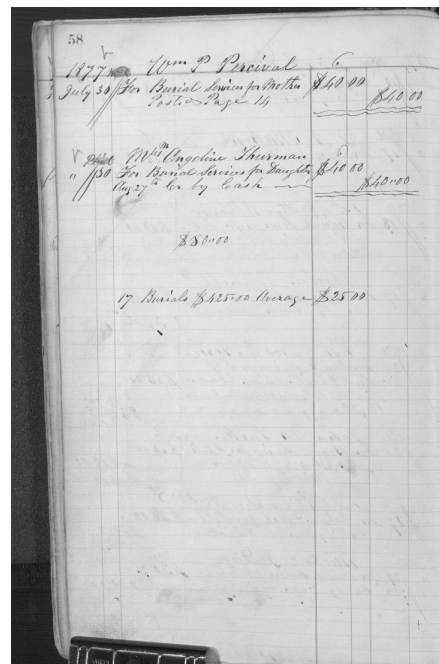 58
1877 Wm P Percival 6
July 30 For Burial Services for Mother $40 00
Posted Page 14 $40 00
Mrs Angeline Thurman 6
" 30 For Burial Services for Daughter $40 00
Aug 27th Cr by Cash $40.00
$80.00
17 Burials $425.00 Average $25 00